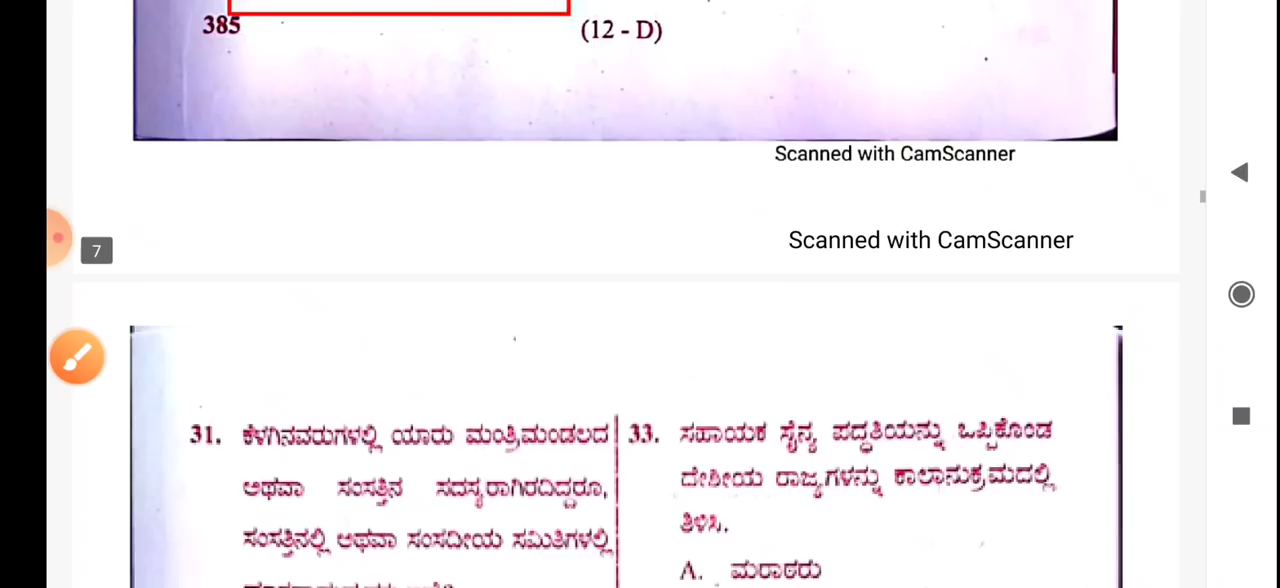 385
(12 - D)
Scanned with CamScanner
Scanned with CamScanner
7
31. ಕೆಳಗಿನವರುಗಳಲ್ಲಿ ಯಾರು ಮಂತ್ರಿಮಂಡಲದ
ಅಥವಾ ಸಂಸತ್ತಿನ ಸದಸ್ಯರಾಗಿರದಿದ್ದರೂ,
ಸಂಸತ್ತಿನಲ್ಲಿ ಅಥವಾ ಸಂಸದೀಯ ಸಮಿತಿಗಳಲ್ಲಿ
33. ಸಹಾಯಕ ಸೈನ್ಯ ಪದ್ಧತಿಯನ್ನು ಒಪ್ಪಿಕೊಂಡ
ದೇಶೀಯ ರಾಜ್ಯಗಳನ್ನು ಕಾಲಾನುಕ್ರಮದಲ್ಲಿ
ತಿಳಿಸಿ.
A. ಮರಾಠರು